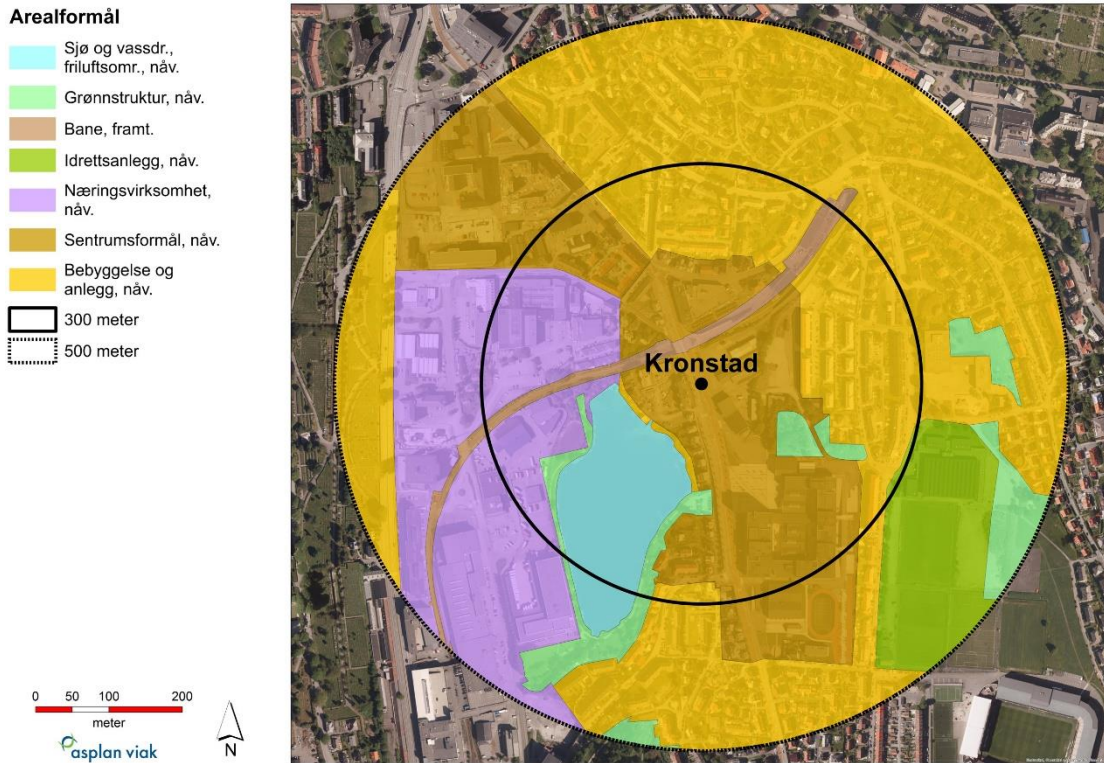 Arealformål
Sjø og vassdr.,
friluftsomr., nåv.
Grønnstruktur, nåv.
Bane, framt.
Idrettsanlegg, nåv.
Næringsvirksomhet,
nåv.
Sentrumsformål, nåv.
Bebyggelse og
anlegg, nåv.
300 meter
500 meter
Kronstad
0 50 100 200
meter
asplan viak
N